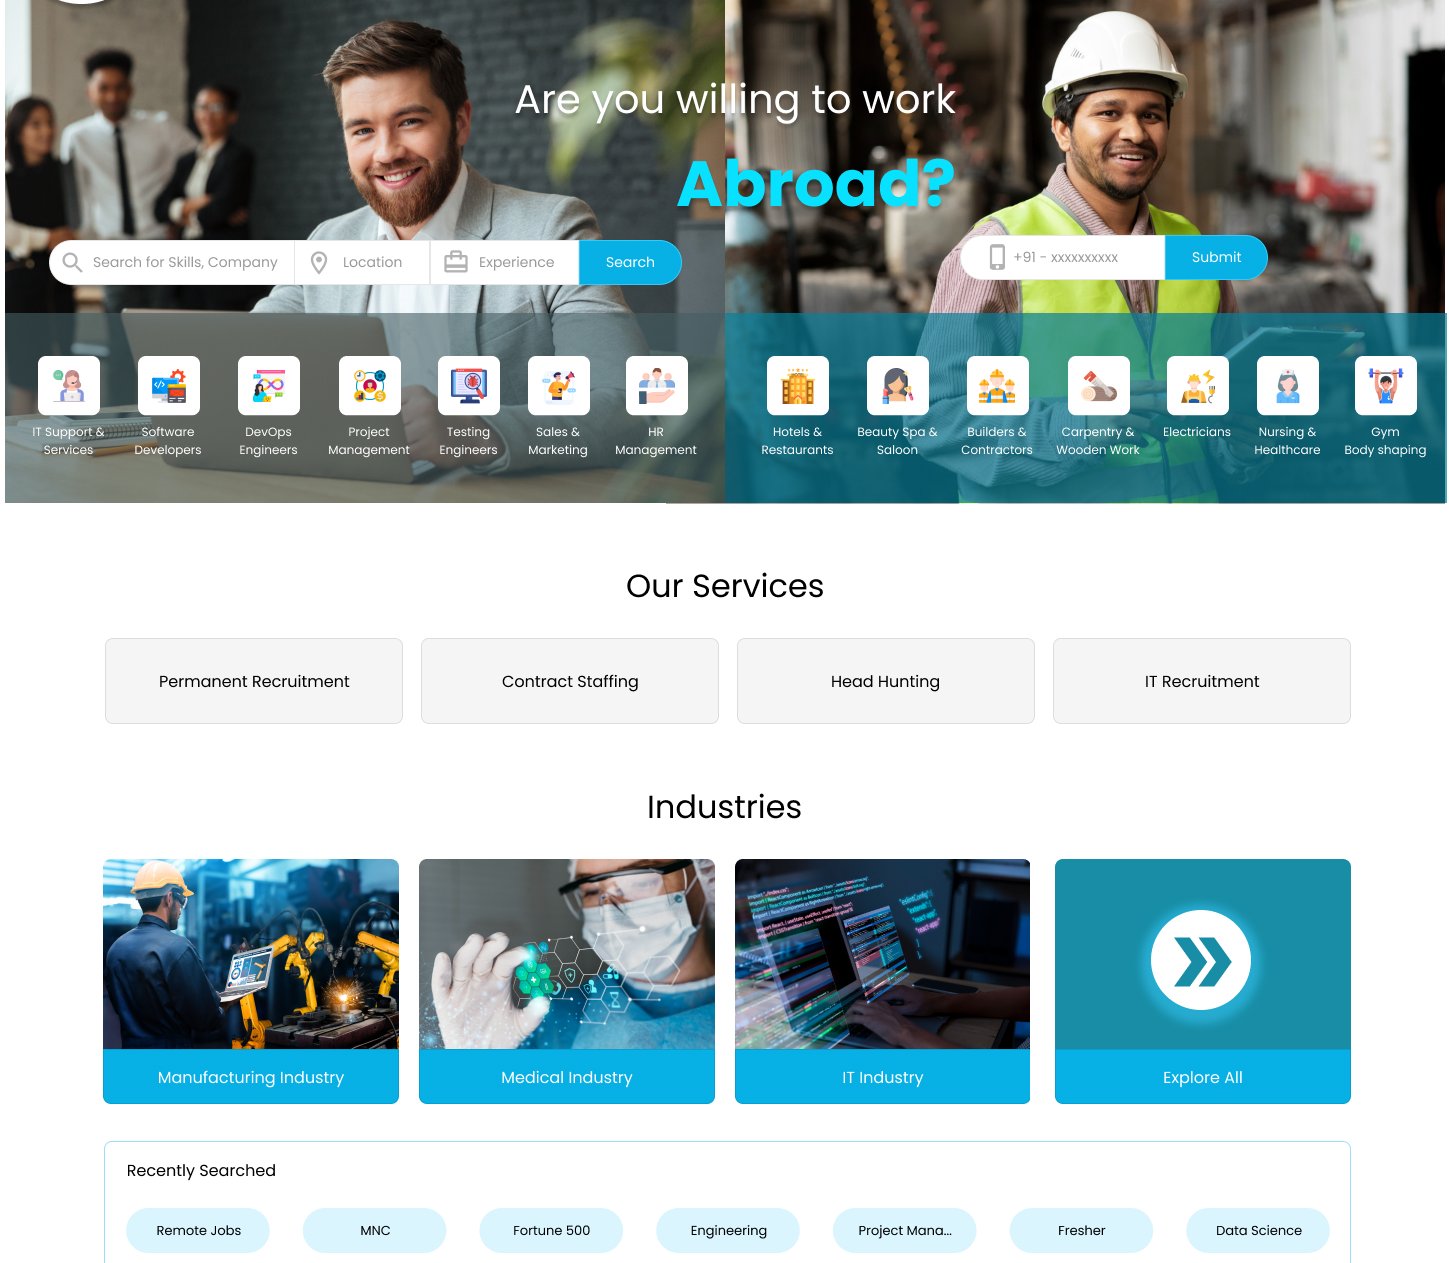 Are you willing to work
Abroad?
Search for Skills, Company
Location
Experience
Search
+91 - xxxxxxxxxx
Submit
IT Support &
Services
Software
Developers
DevOps
Engineers
Project
Management
Testing
Engineers
Sales &
Marketing
HR
Management
Hotels &
Restaurants
Beauty Spa &
Saloon
Builders &
Contractors
Carpentry &
Wooden Work
Electricians
Nursing &
Healthcare
Gym
Body shaping
Our Services
Permanent Recruitment
Contract Staffing
Head Hunting
IT Recruitment
Industries
Manufacturing Industry
Medical Industry
IT Industry
Explore All
Recently Searched
Remote Jobs
MNC
Fortune 500
Engineering
Project Mana...
Fresher
Data Science